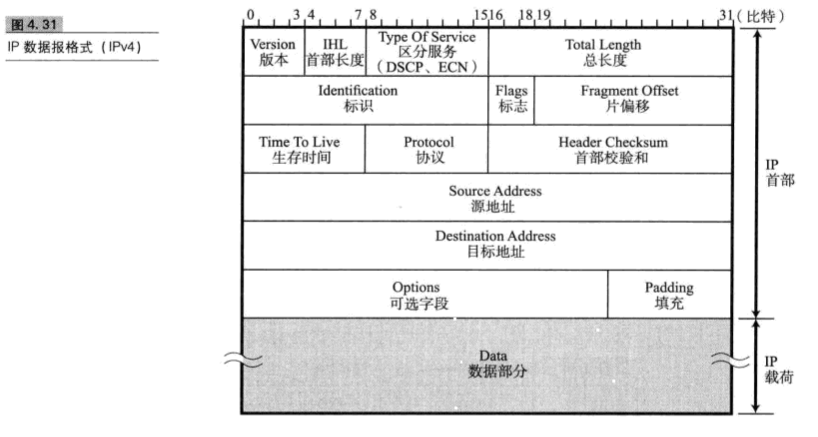 图 4.31
IP 数据报格式（IPv4）
0 3 4 7 8 15 16 18 19 31（比特）
Version
版本
IHL
首部长度
Type Of Service
区分服务
（DSCP、ECN）
Total Length
总长度
Identification
标识
Flags
标志
Fragment Offset
片偏移
Time To Live
生存时间
Protocol
协议
Header Checksum
首部校验和
Source Address
源地址
Destination Address
目标地址
Options
可选字段
Padding
填充
IP
首部
Data
数据部分
IP
载荷